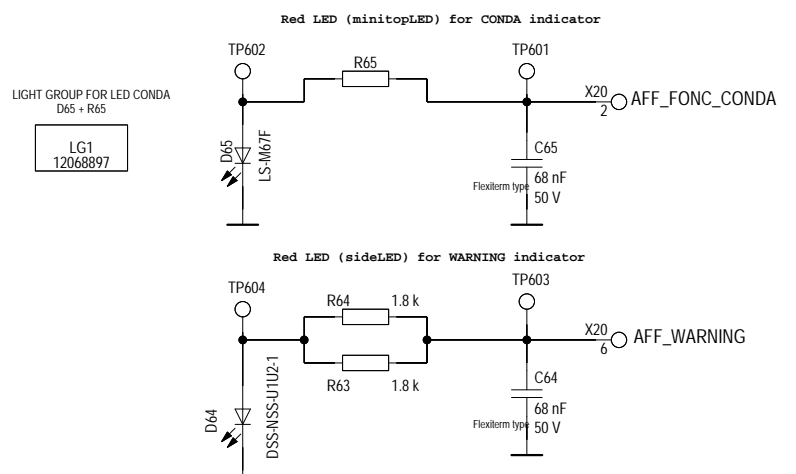 Red LED (minitopLED) for CONDA indicator
TP602
R65
TP601
LIGHT GROUP FOR LED CONDA
D65 + R65
X20
2
AFF_FONC_CONDA
LG1
12068897
D65
LS-M67F
C65
68 nF
50 V
Flexiterm type
Red LED (sideLED) for WARNING indicator
TP604
R64
1.8 k
TP603
X20
6
AFF_WARNING
R63
1.8 k
D64
DSS-NSS-U1U2-1
C64
68 nF
50 V
Flexiterm type